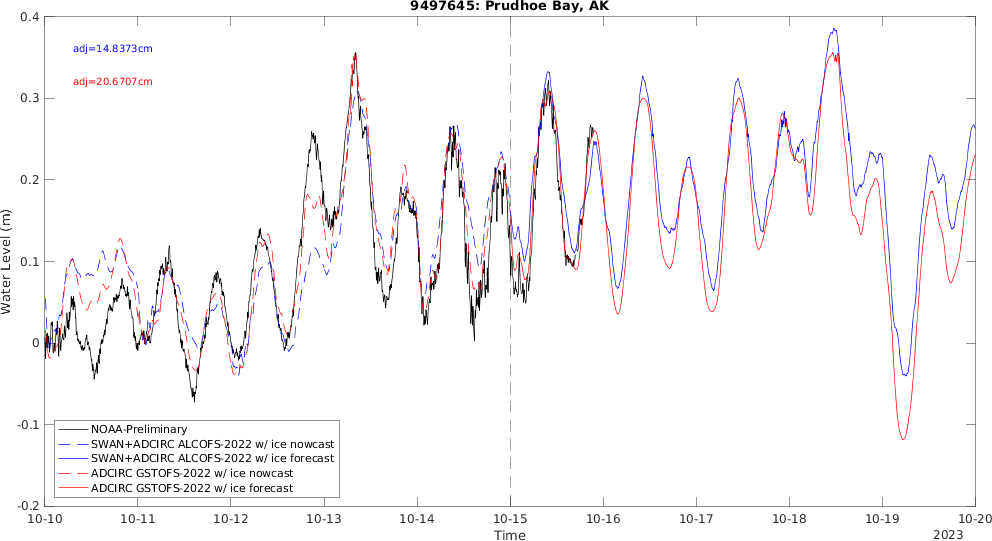 9497645: Prudhoe Bay, AK
adj=14.8373cm
adj=20.6707cm
0.4
0.3
0.2
0.1
0
-0.1
-0.2
Water Level (m)
NOAA-Preliminary
SWAN+ADCIRC ALCOFS-2022 w/ ice nowcast
SWAN+ADCIRC ALCOFS-2022 w/ ice forecast
ADCIRC GSTOFS-2022 w/ ice nowcast
ADCIRC GSTOFS-2022 w/ ice forecast
10-10 10-11 10-12 10-13 10-14 10-15 10-16 10-17 10-18 10-19 10-20
Time
2023